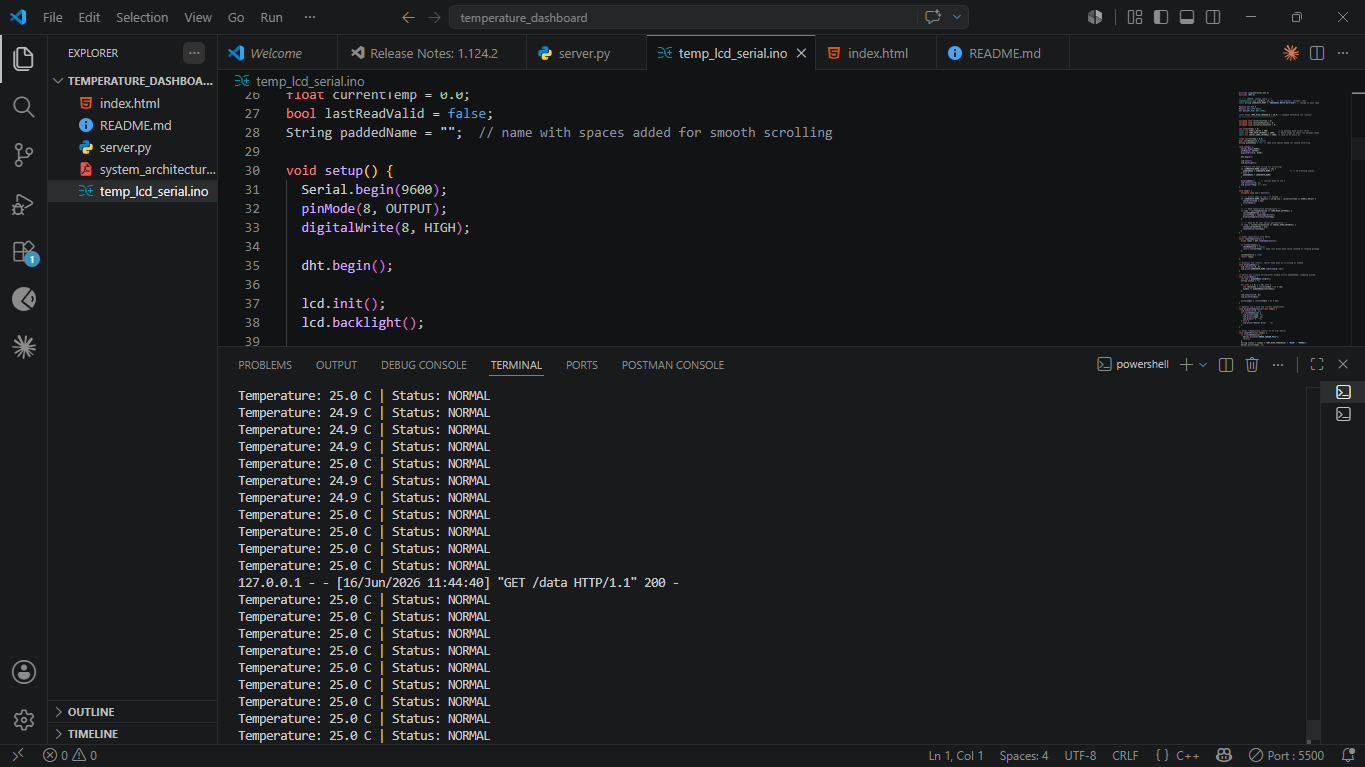 File Edit Selection View Go Run ···
temperature_dashboard
EXPLORER
TEMPERATURE_DASHBOA...
index.html
README.md
server.py
system_architectur...
temp_lcd_serial.ino
OUTLINE
TIMELINE
1
Welcome
Release Notes: 1.124.2
server.py
temp_lcd_serial.ino
index.html
README.md
temp_lcd_serial.ino
26 float currentTemp = 0.0;
27 bool lastReadValid = false;
28 String paddedName = "";  // name with spaces added for smooth scrolling
29
30 void setup() {
31 Serial.begin(9600);
32 pinMode(8, OUTPUT);
33 digitalWrite(8, HIGH);
34
35 dht.begin();
36
37 lcd.init();
38 lcd.backlight();
39
PROBLEMS OUTPUT DEBUG CONSOLE TERMINAL PORTS POSTMAN CONSOLE
powershell
Temperature: 25.0 C | Status: NORMAL
Temperature: 24.9 C | Status: NORMAL
Temperature: 24.9 C | Status: NORMAL
Temperature: 24.9 C | Status: NORMAL
Temperature: 25.0 C | Status: NORMAL
Temperature: 24.9 C | Status: NORMAL
Temperature: 24.9 C | Status: NORMAL
Temperature: 25.0 C | Status: NORMAL
Temperature: 25.0 C | Status: NORMAL
Temperature: 25.0 C | Status: NORMAL
Temperature: 25.0 C | Status: NORMAL
127.0.0.1 - - [16/Jun/2026 11:44:40] "GET /data HTTP/1.1" 200 -
Temperature: 25.0 C | Status: NORMAL
Temperature: 25.0 C | Status: NORMAL
Temperature: 25.0 C | Status: NORMAL
Temperature: 25.0 C | Status: NORMAL
Temperature: 25.0 C | Status: NORMAL
Temperature: 25.0 C | Status: NORMAL
Temperature: 25.0 C | Status: NORMAL
Temperature: 25.0 C | Status: NORMAL
Temperature: 25.0 C | Status: NORMAL
0 0
Ln 1, Col 1 Spaces: 4 UTF-8 CRLF {} C++ Port : 5500